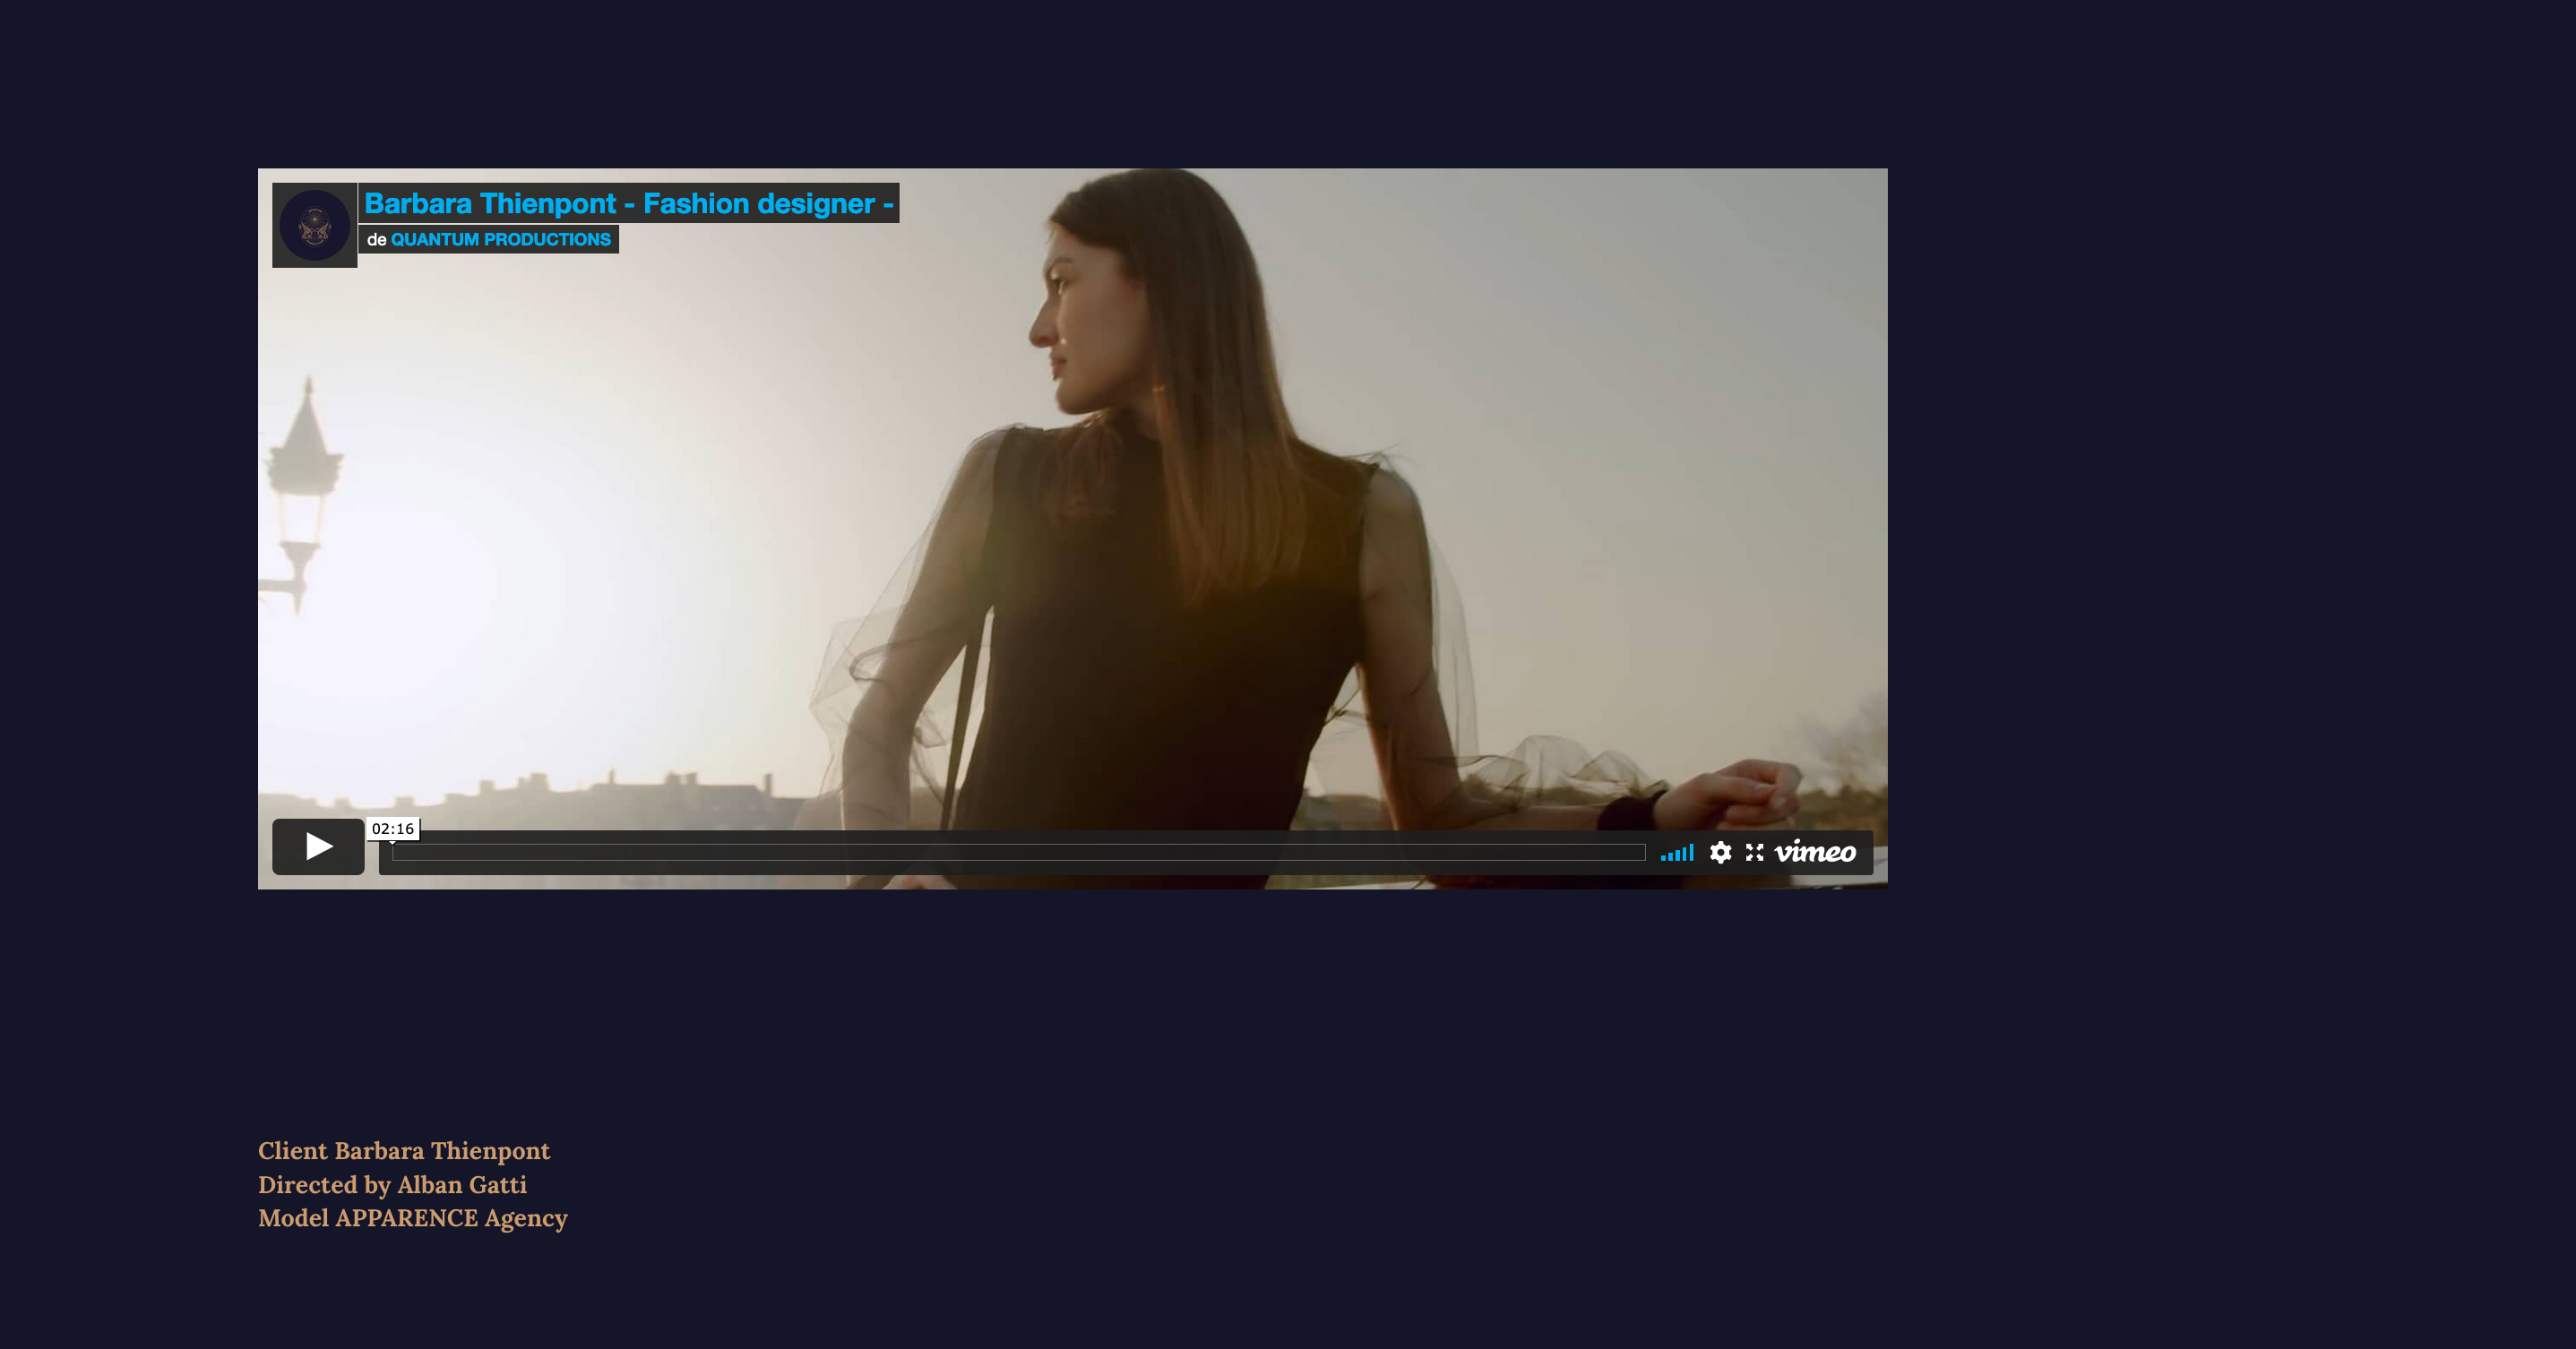 Barbara Thienpont - Fashion designer -
de QUANTUM PRODUCTIONS
02:16
vimeo
Client Barbara Thienpont
Directed by Alban Gatti
Model APPARENCE Agency